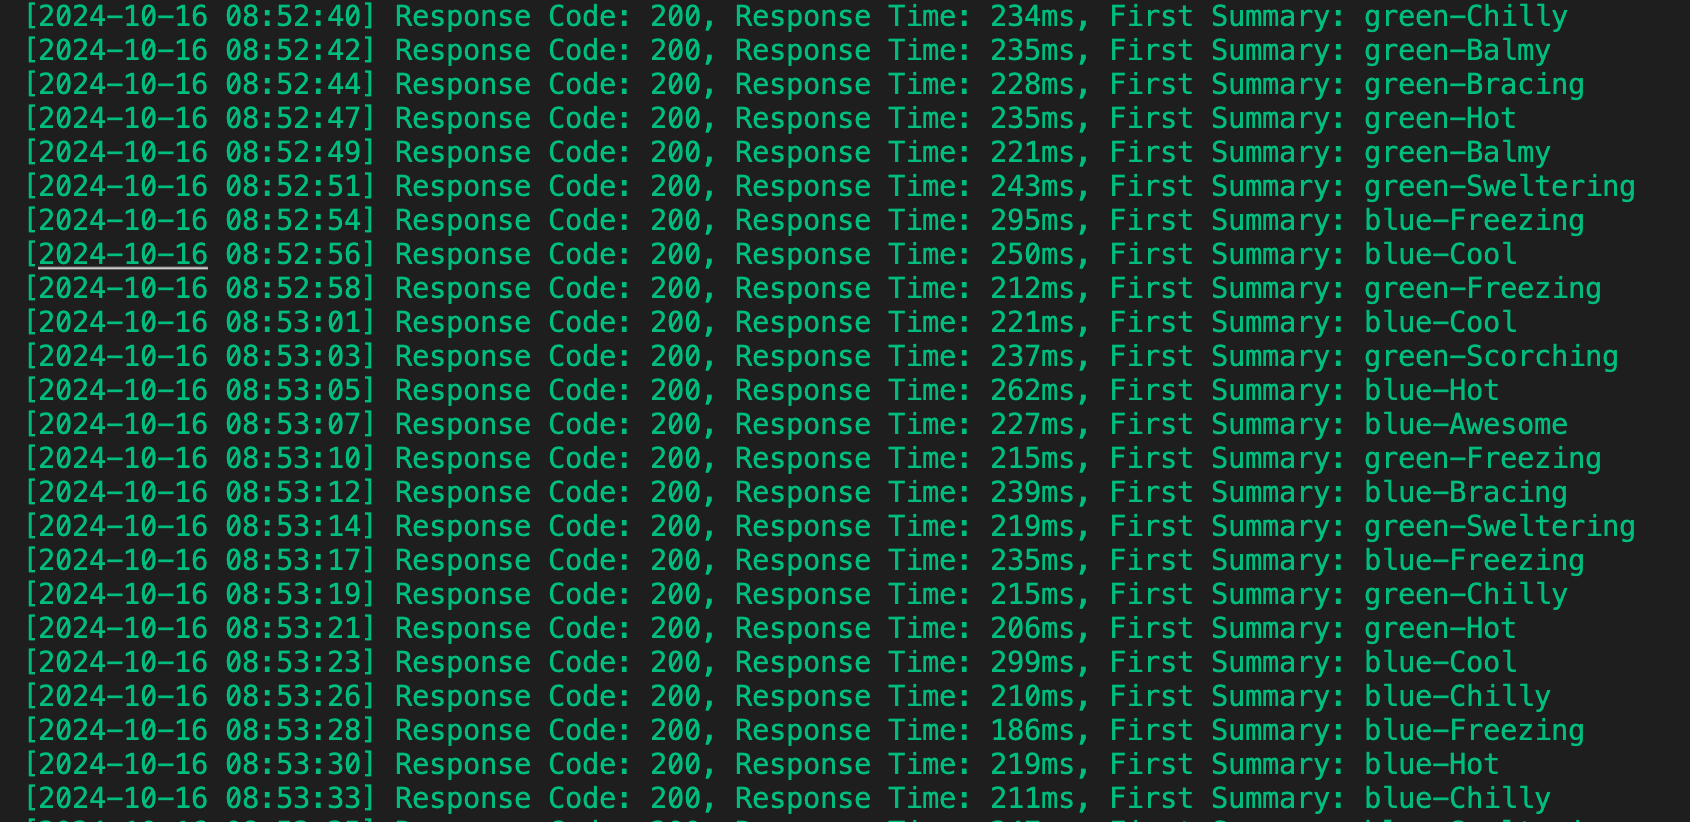 [2024-10-16 08:52:40] Response Code: 200, Response Time: 234ms, First Summary: green-Chilly
[2024-10-16 08:52:42] Response Code: 200, Response Time: 235ms, First Summary: green-Balmy
[2024-10-16 08:52:44] Response Code: 200, Response Time: 228ms, First Summary: green-Bracing
[2024-10-16 08:52:47] Response Code: 200, Response Time: 235ms, First Summary: green-Hot
[2024-10-16 08:52:49] Response Code: 200, Response Time: 221ms, First Summary: green-Balmy
[2024-10-16 08:52:51] Response Code: 200, Response Time: 243ms, First Summary: green-Sweltering
[2024-10-16 08:52:54] Response Code: 200, Response Time: 295ms, First Summary: blue-Freezing
[2024-10-16 08:52:56] Response Code: 200, Response Time: 250ms, First Summary: blue-Cool
[2024-10-16 08:52:58] Response Code: 200, Response Time: 212ms, First Summary: green-Freezing
[2024-10-16 08:53:01] Response Code: 200, Response Time: 221ms, First Summary: blue-Cool
[2024-10-16 08:53:03] Response Code: 200, Response Time: 237ms, First Summary: green-Scorching
[2024-10-16 08:53:05] Response Code: 200, Response Time: 262ms, First Summary: blue-Hot
[2024-10-16 08:53:07] Response Code: 200, Response Time: 227ms, First Summary: blue-Awesome
[2024-10-16 08:53:10] Response Code: 200, Response Time: 215ms, First Summary: green-Freezing
[2024-10-16 08:53:12] Response Code: 200, Response Time: 239ms, First Summary: blue-Bracing
[2024-10-16 08:53:14] Response Code: 200, Response Time: 219ms, First Summary: green-Sweltering
[2024-10-16 08:53:17] Response Code: 200, Response Time: 235ms, First Summary: blue-Freezing
[2024-10-16 08:53:19] Response Code: 200, Response Time: 215ms, First Summary: green-Chilly
[2024-10-16 08:53:21] Response Code: 200, Response Time: 206ms, First Summary: green-Hot
[2024-10-16 08:53:23] Response Code: 200, Response Time: 299ms, First Summary: blue-Cool
[2024-10-16 08:53:26] Response Code: 200, Response Time: 210ms, First Summary: blue-Chilly
[2024-10-16 08:53:28] Response Code: 200, Response Time: 186ms, First Summary: blue-Freezing
[2024-10-16 08:53:30] Response Code: 200, Response Time: 219ms, First Summary: blue-Hot
[2024-10-16 08:53:33] Response Code: 200, Response Time: 211ms, First Summary: blue-Chilly